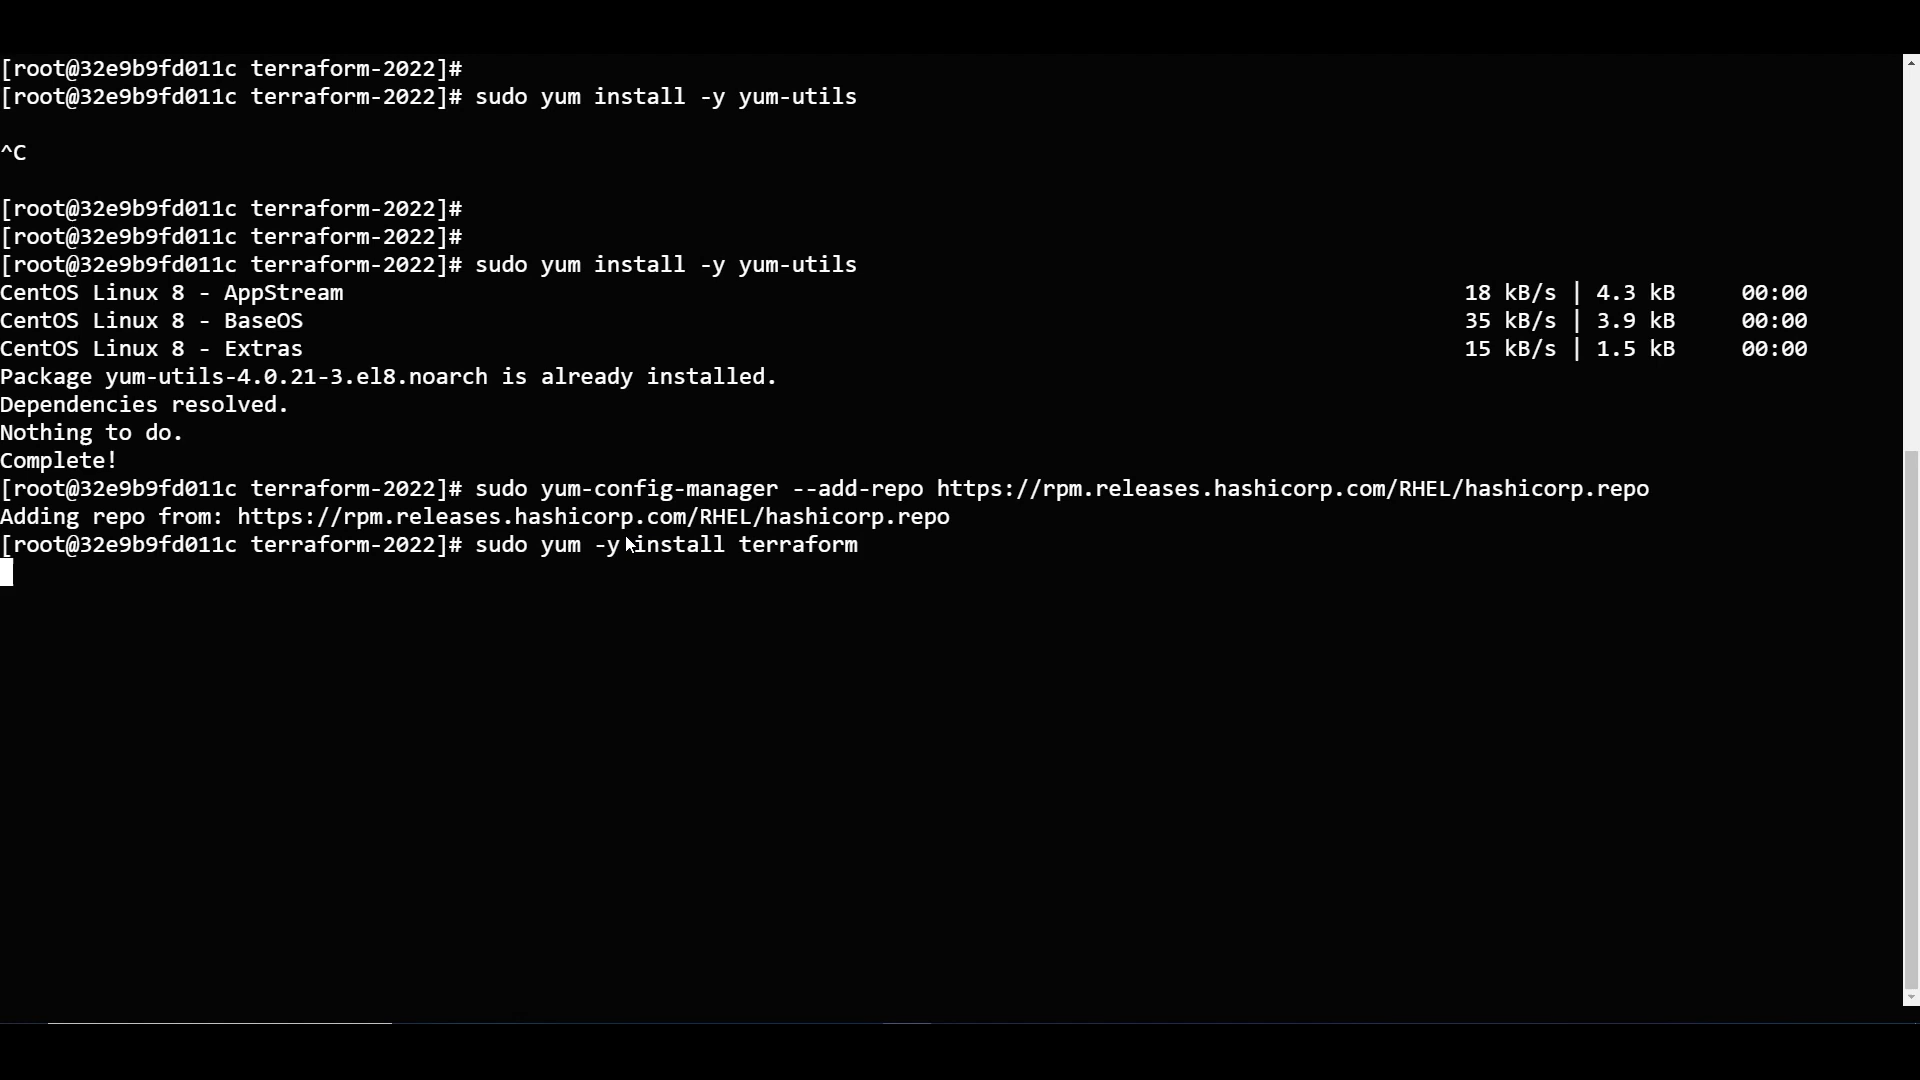 [root@32e9b9fd011c terraform-2022]#
[root@32e9b9fd011c terraform-2022]# sudo yum install -y yum-utils
^C
[root@32e9b9fd011c terraform-2022]#
[root@32e9b9fd011c terraform-2022]#
[root@32e9b9fd011c terraform-2022]# sudo yum install -y yum-utils
CentOS Linux 8 - AppStream 18 kB/s | 4.3 kB 00:00
CentOS Linux 8 - BaseOS 35 kB/s | 3.9 kB 00:00
CentOS Linux 8 - Extras 15 kB/s | 1.5 kB 00:00
Package yum-utils-4.0.21-3.el8.noarch is already installed.
Dependencies resolved.
Nothing to do.
Complete!
[root@32e9b9fd011c terraform-2022]# sudo yum-config-manager --add-repo https://rpm.releases.hashicorp.com/RHEL/hashicorp.repo
Adding repo from: https://rpm.releases.hashicorp.com/RHEL/hashicorp.repo
[root@32e9b9fd011c terraform-2022]# sudo yum -y install terraform